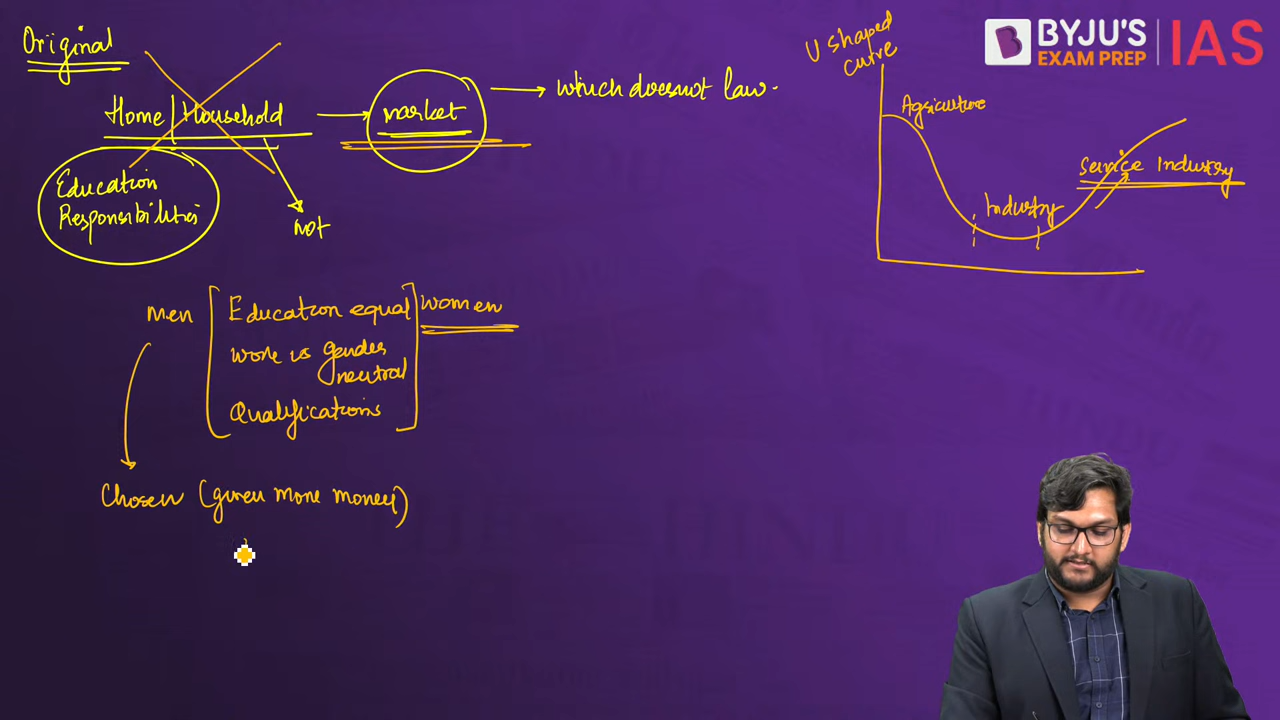 Original
Home | Household → market → which doesnot law.
Education
Responsibilities
not
men [ Education equal ] women
work is gender
neutral
Qualifications
Chosen (given more money)
U shaped
curve
Agriculture
Industry
Service Industry
BYJU'S
EXAM PREP
IAS